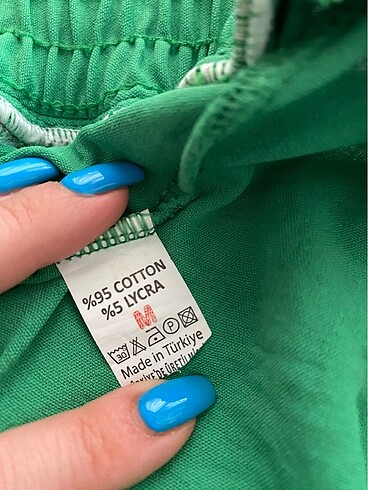 %95 COTTON
%5 LYCRA
M
30 P
Made in Türkiye